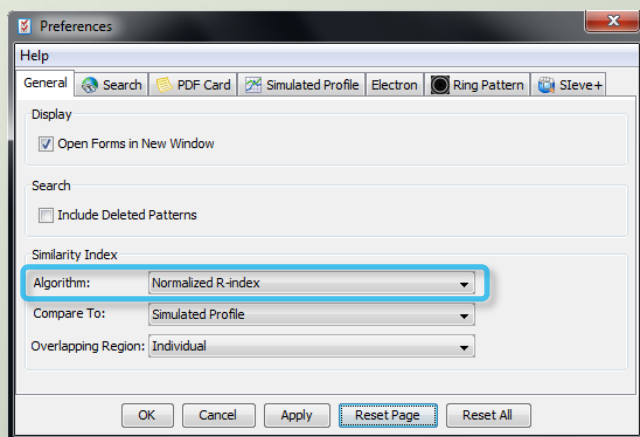 Preferences
x
Help
General Search PDF Card Simulated Profile Electron Ring Pattern SIeve+
Display
Open Forms in New Window
Search
Include Deleted Patterns
Similarity Index
Algorithm: Normalized R-index
Compare To: Simulated Profile
Overlapping Region: Individual
OK Cancel Apply Reset Page Reset All